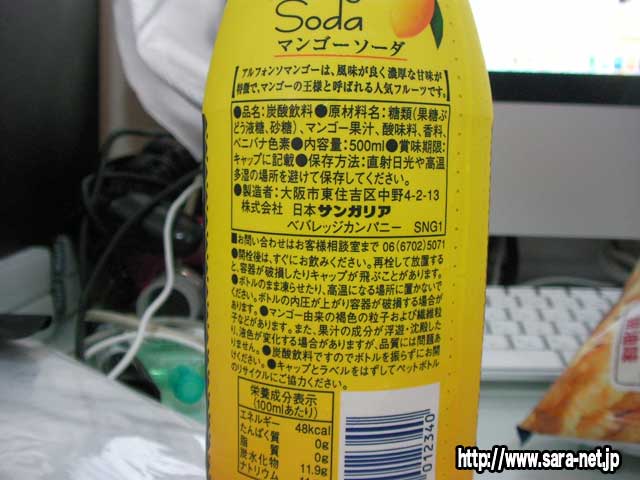 Soda
マンゴーソーダ
アルフォンソマンゴーは、風味が良く濃厚な甘味が
特徴で、マンゴーの王様と呼ばれる人気フルーツです。
●品名:炭酸飲料●原材料名:糖類(果糖ぶ
どう液糖、砂糖)、マンゴー果汁、酸味料、香料、
ベニバナ色素●内容量:500ml●賞味期限:
キャップに記載●保存方法:直射日光や高温
多湿の場所を避けて保存してください。
●製造者:大阪市東住吉区中野4-2-13
株式会社 日本サンガリア
ベバレッジカンパニー SNG1
■お問い合わせはお客様相談室まで 06(6702)5071
●開栓後は、すぐにお飲みください。再栓して放置する
と、容器が破損したりキャップが飛ぶことがあります。
●ボトルのまま凍らせたり、高温になる場所に置かないで
ください。ボトルの内圧が上がり容器が破損する場合があ
ります。●マンゴー由来の褐色の粒子および繊維粒
子などがあります。また、果汁の成分が浮遊・沈殿した
り、液色が変化する場合がありますが、品質には問題あ
りません。●炭酸飲料ですのでボトルを振らずにお開
けください。●キャップとラベルをはずしてペットボトル
のリサイクルにご協力ください。
栄養成分表示
(100mlあたり)
エネルギー 48kcal
たんぱく質 0g
脂質 0g
炭水化物 11.9g
ナトリウム
012340
http://www.sara-net.jp